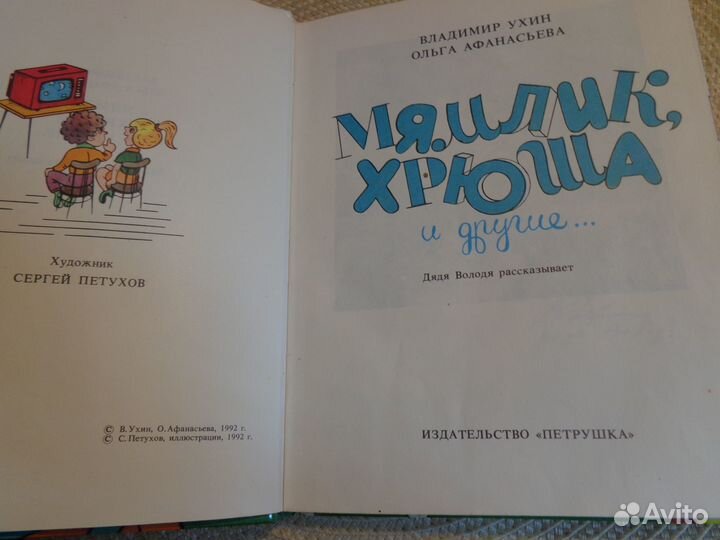 Художник
СЕРГЕЙ ПЕТУХОВ
© В. Ухин, О. Афанасьева, 1992 г.
© С. Петухов, иллюстрации, 1992 г.
ВЛАДИМИР УХИН
ОЛЬГА АФАНАСЬЕВА
МЯМЛИК,
ХРЮША
и другие...
Дядя Володя рассказывает
ИЗДАТЕЛЬСТВО «ПЕТРУШКА»
Avito